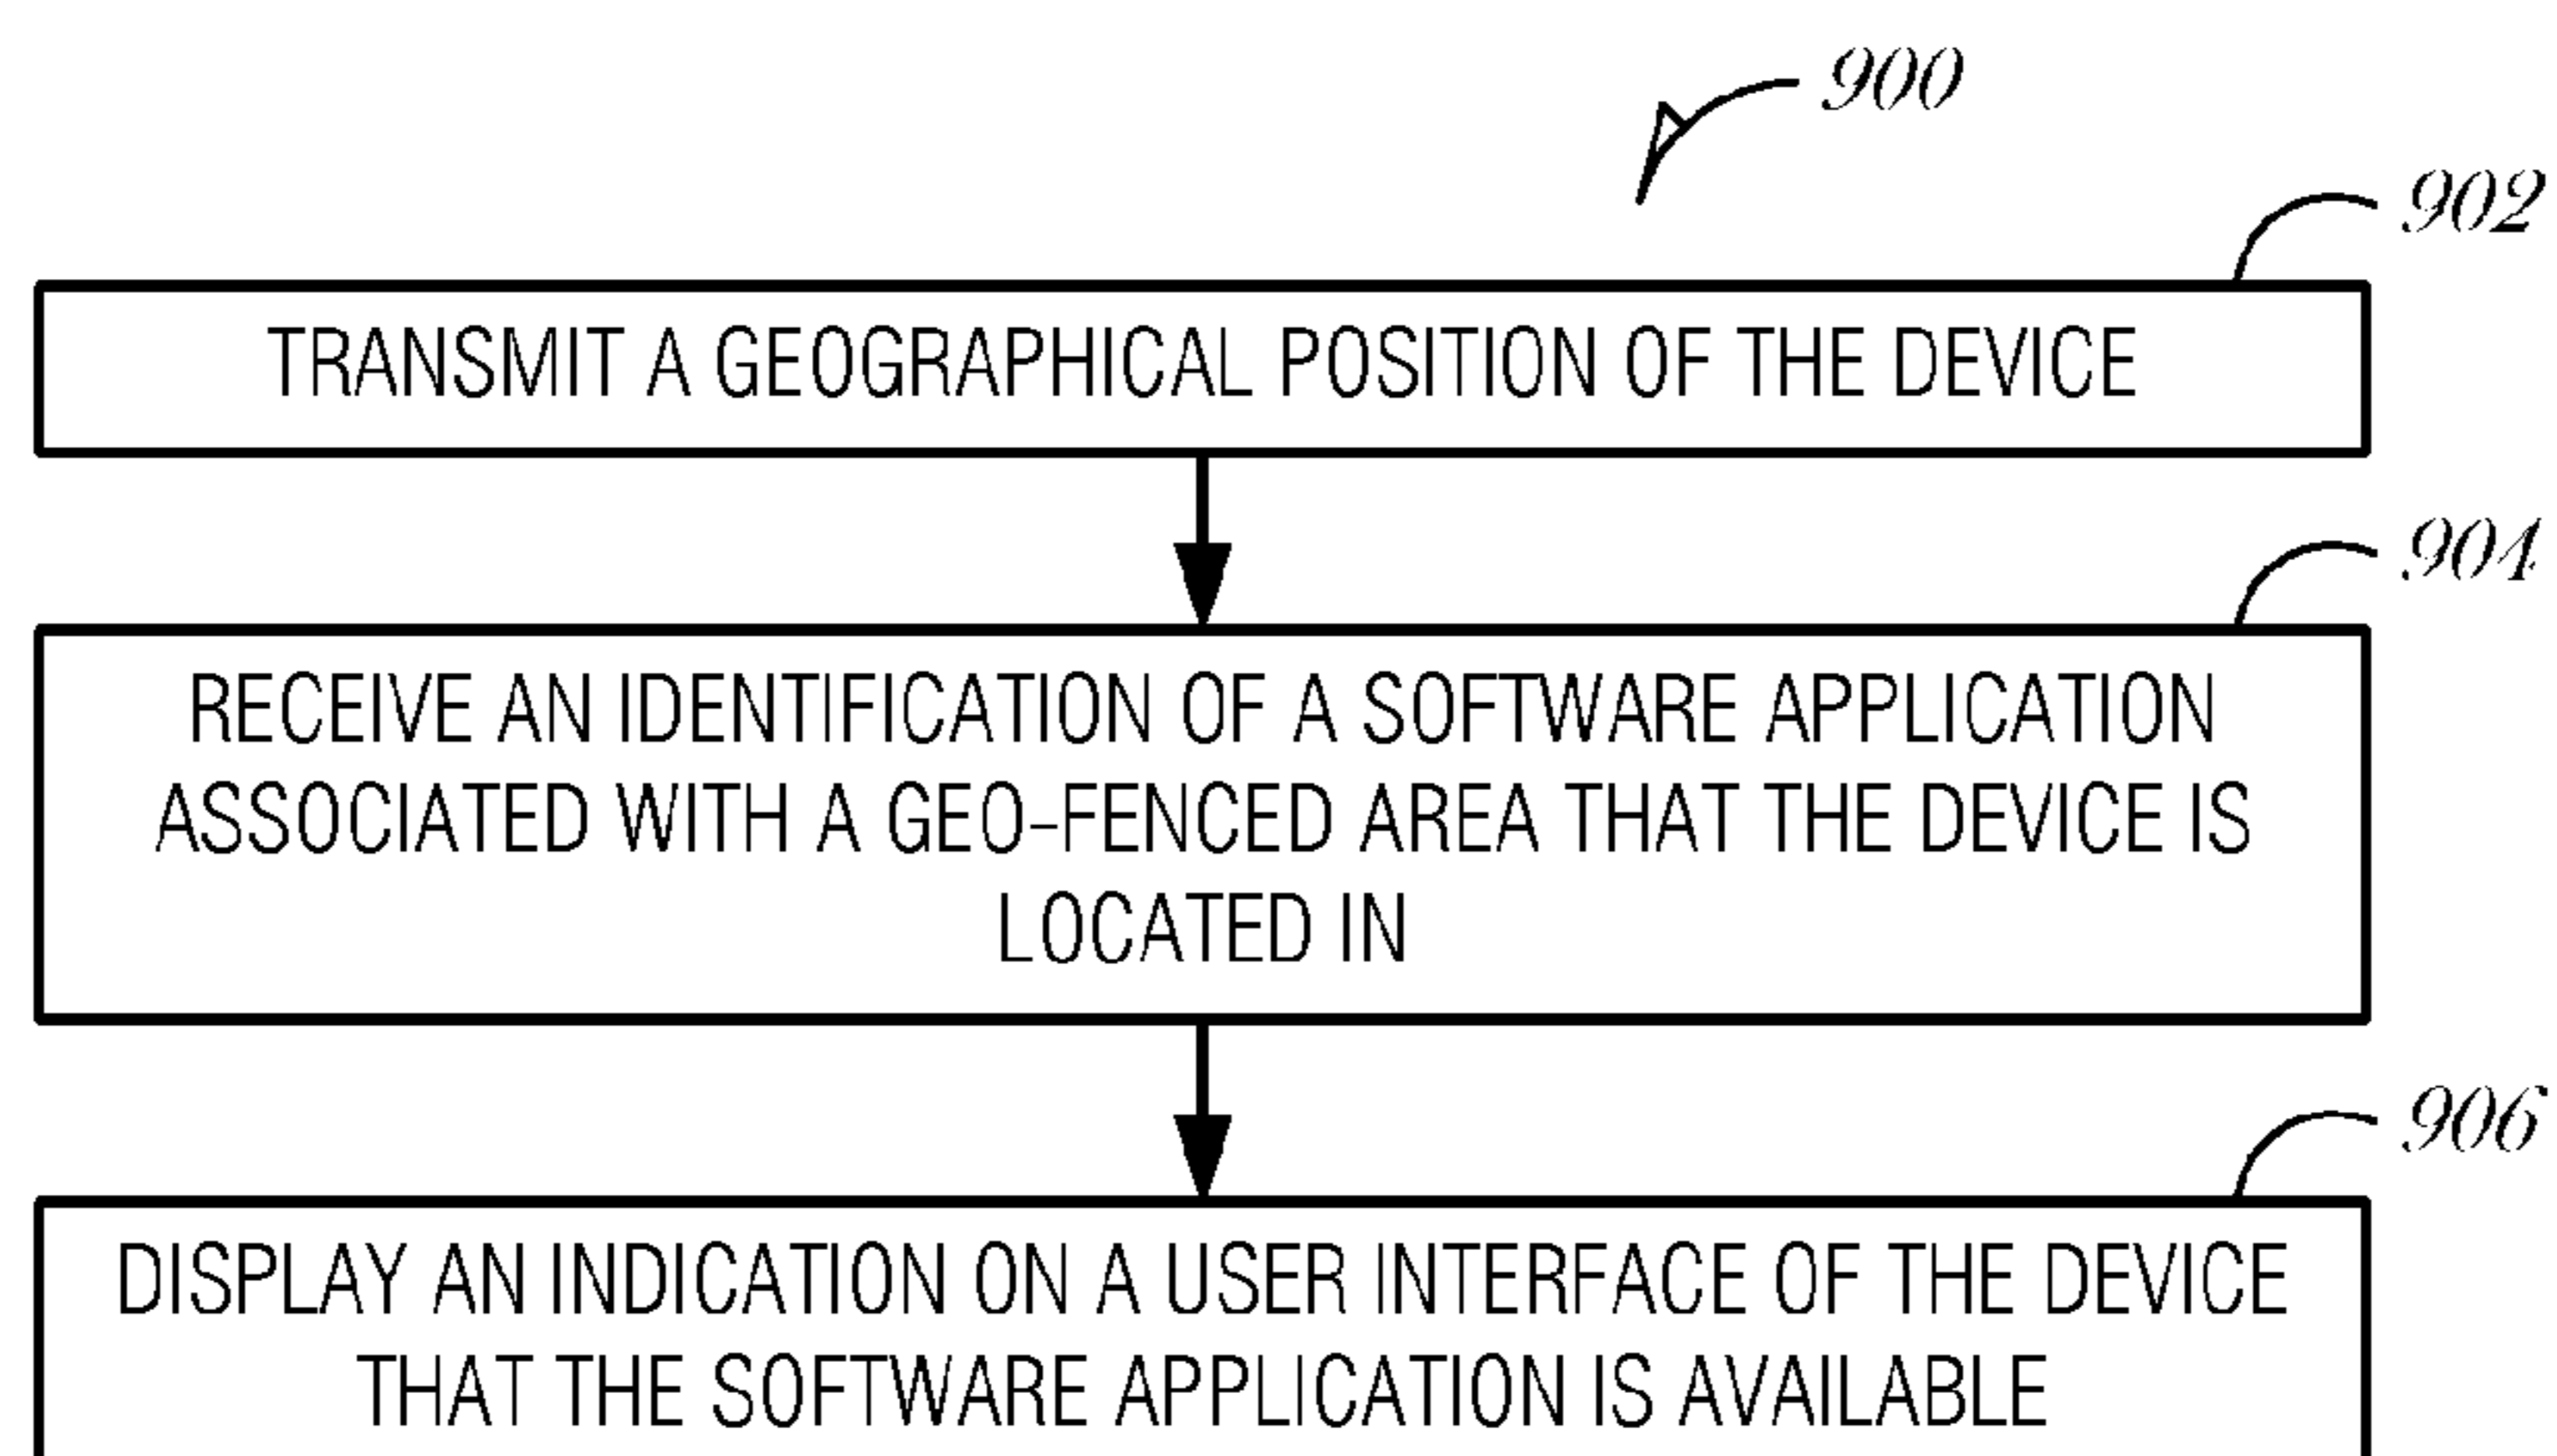 900
902
TRANSMIT A GEOGRAPHICAL POSITION OF THE DEVICE
904
RECEIVE AN IDENTIFICATION OF A SOFTWARE APPLICATION
ASSOCIATED WITH A GEO-FENCED AREA THAT THE DEVICE IS
LOCATED IN
906
DISPLAY AN INDICATION ON A USER INTERFACE OF THE DEVICE
THAT THE SOFTWARE APPLICATION IS AVAILABLE